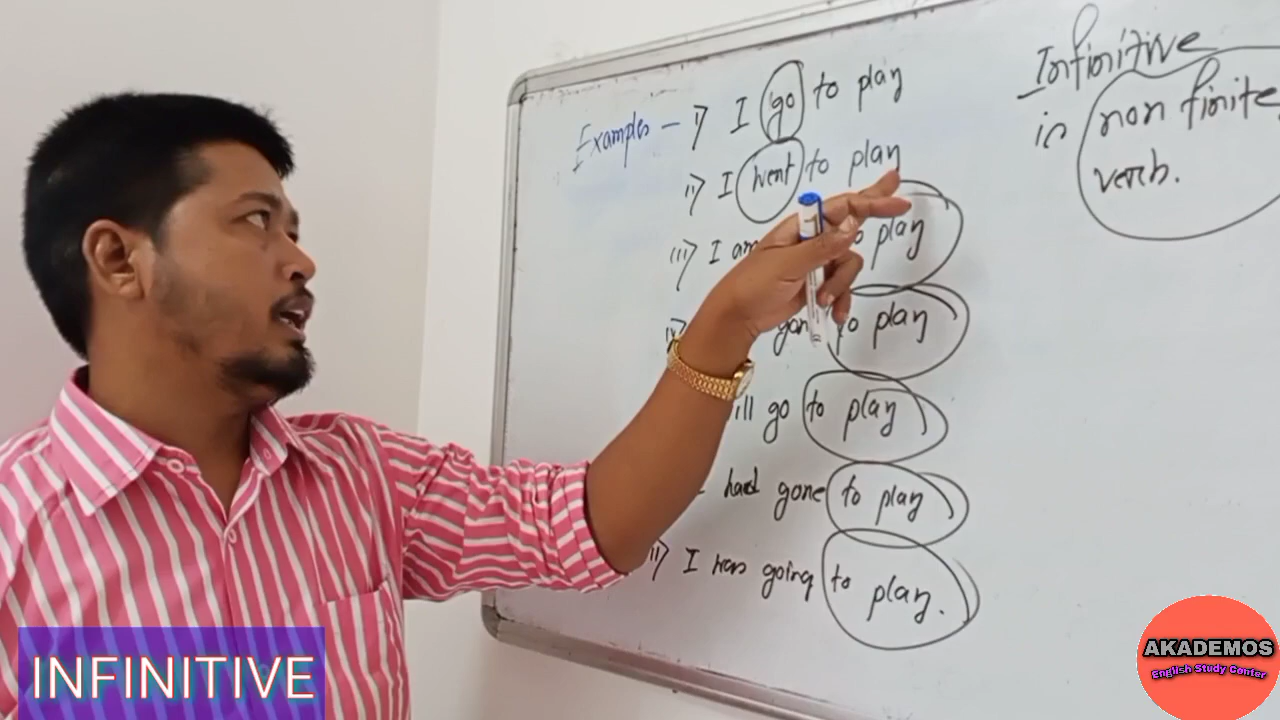 Examples - i) I go to play
ii) I went to play
iii) I am to play
to play
will go to play
had gone to play
I was going to play.
Infinitive
is non finite
verb.
INFINITIVE
AKADEMOS
English Study Center